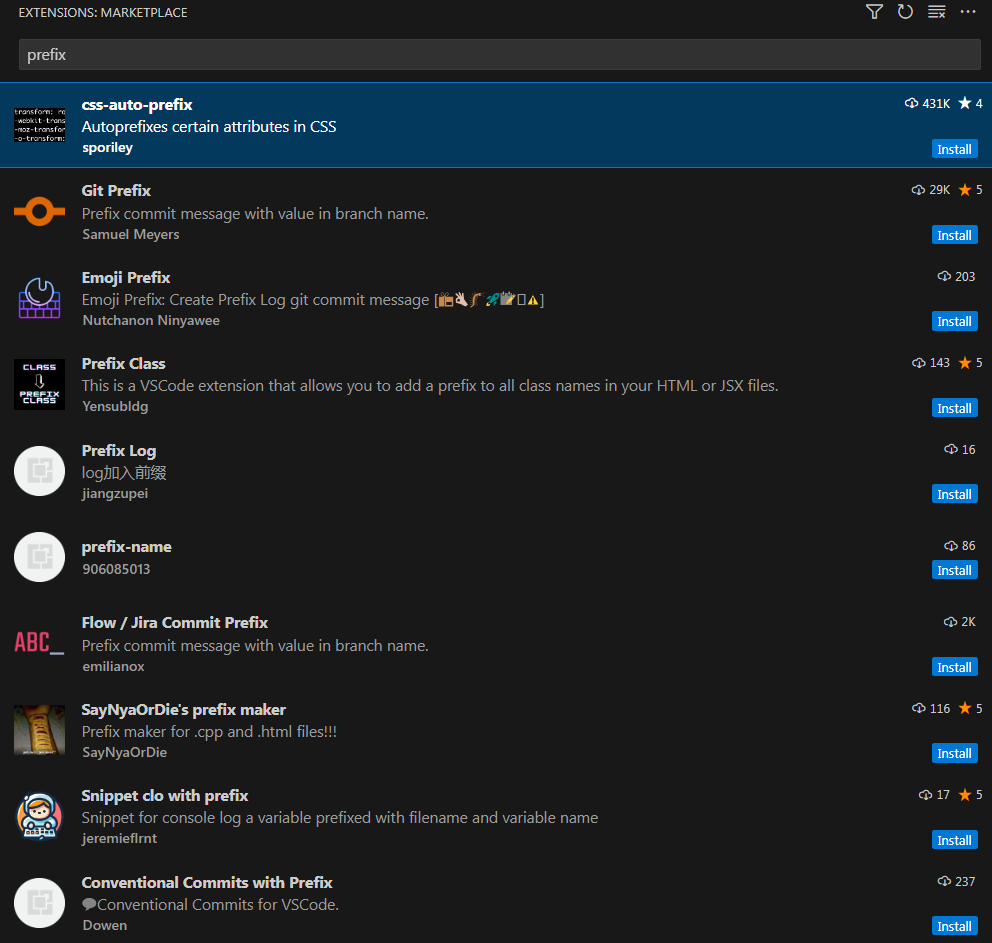 EXTENSIONS: MARKETPLACE
prefix
transform: ro
-webkit-trans
-moz-transfor
-o-transform:
css-auto-prefix
431K ★ 4
Autoprefixes certain attributes in CSS
sporiley
Install
Git Prefix
29K ★ 5
Prefix commit message with value in branch name.
Samuel Meyers
Install
Emoji Prefix
203
Emoji Prefix: Create Prefix Log git commit message [ ]
Nutchanon Ninyawee
Install
CLASS
PREFIX
CLASS
Prefix Class
143 ★ 5
This is a VSCode extension that allows you to add a prefix to all class names in your HTML or JSX files.
Yensubldg
Install
Prefix Log
16
log加入前缀
jiangzupei
Install
prefix-name
86
906085013
Install
ABC_
Flow / Jira Commit Prefix
2K
Prefix commit message with value in branch name.
emilianox
Install
SayNyaOrDie's prefix maker
116 ★ 5
Prefix maker for .cpp and .html files!!!
SayNyaOrDie
Install
Snippet clo with prefix
17 ★ 5
Snippet for console log a variable prefixed with filename and variable name
jeremieflrnt
Install
Conventional Commits with Prefix
237
Conventional Commits for VSCode.
Dowen
Install